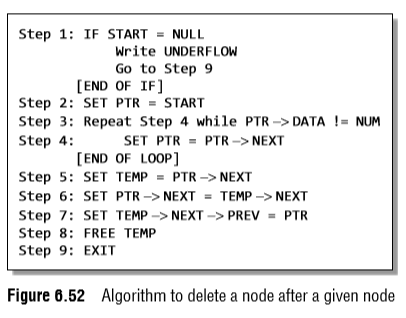 Step 1: IF START = NULL
Write UNDERFLOW
Go to Step 9
[END OF IF]
Step 2: SET PTR = START
Step 3: Repeat Step 4 while PTR -> DATA != NUM
Step 4: SET PTR = PTR -> NEXT
[END OF LOOP]
Step 5: SET TEMP = PTR -> NEXT
Step 6: SET PTR -> NEXT = TEMP -> NEXT
Step 7: SET TEMP -> NEXT -> PREV = PTR
Step 8: FREE TEMP
Step 9: EXIT
Figure 6.52 Algorithm to delete a node after a given node